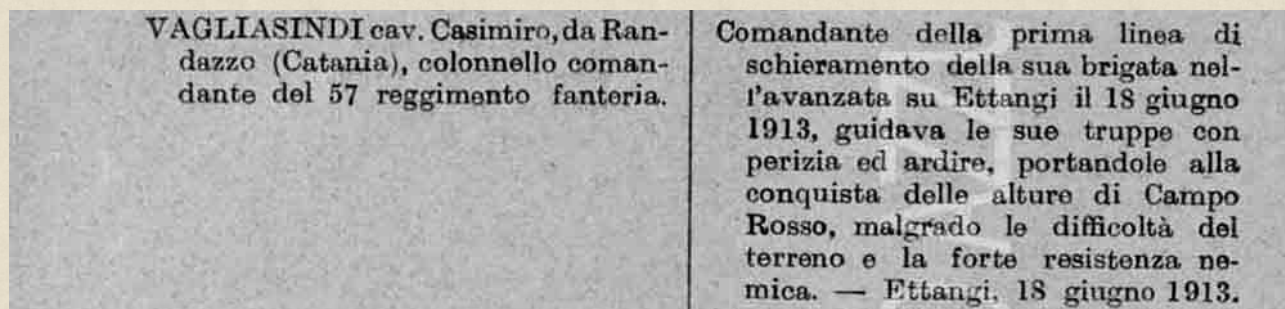 VAGLIASINDI cav. Casimiro, da Ran-
dazzo (Catania), colonnello coman-
dante del 57 reggimento fanteria.
Comandante della prima linea di
schieramento della sua brigata nel-
l'avanzata su Ettangi il 18 giugno
1913, guidava le sue truppe con
perizia ed ardire, portandole alla
conquista delle alture di Campo
Rosso, malgrado le difficoltà del
terreno e la forte resistenza ne-
mica. — Ettangi, 18 giugno 1913.